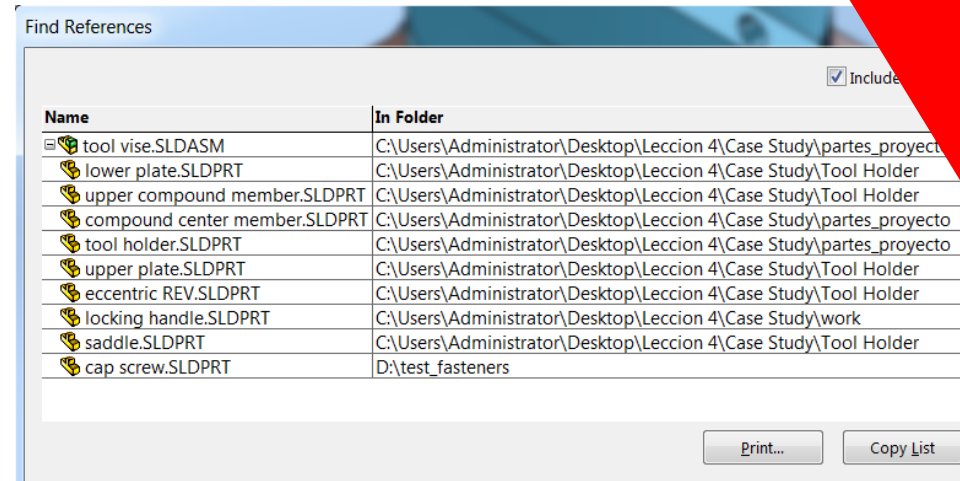 Find References
Include
Name In Folder
tool vise.SLDASM C:\Users\Administrator\Desktop\Leccion 4\Case Study\partes_proyecto
lower plate.SLDPRT C:\Users\Administrator\Desktop\Leccion 4\Case Study\Tool Holder
upper compound member.SLDPRT C:\Users\Administrator\Desktop\Leccion 4\Case Study\Tool Holder
compound center member.SLDPRT C:\Users\Administrator\Desktop\Leccion 4\Case Study\partes_proyecto
tool holder.SLDPRT C:\Users\Administrator\Desktop\Leccion 4\Case Study\partes_proyecto
upper plate.SLDPRT C:\Users\Administrator\Desktop\Leccion 4\Case Study\Tool Holder
eccentric REV.SLDPRT C:\Users\Administrator\Desktop\Leccion 4\Case Study\Tool Holder
locking handle.SLDPRT C:\Users\Administrator\Desktop\Leccion 4\Case Study\work
saddle.SLDPRT C:\Users\Administrator\Desktop\Leccion 4\Case Study\Tool Holder
cap screw.SLDPRT D:\test_fasteners
Print... Copy List